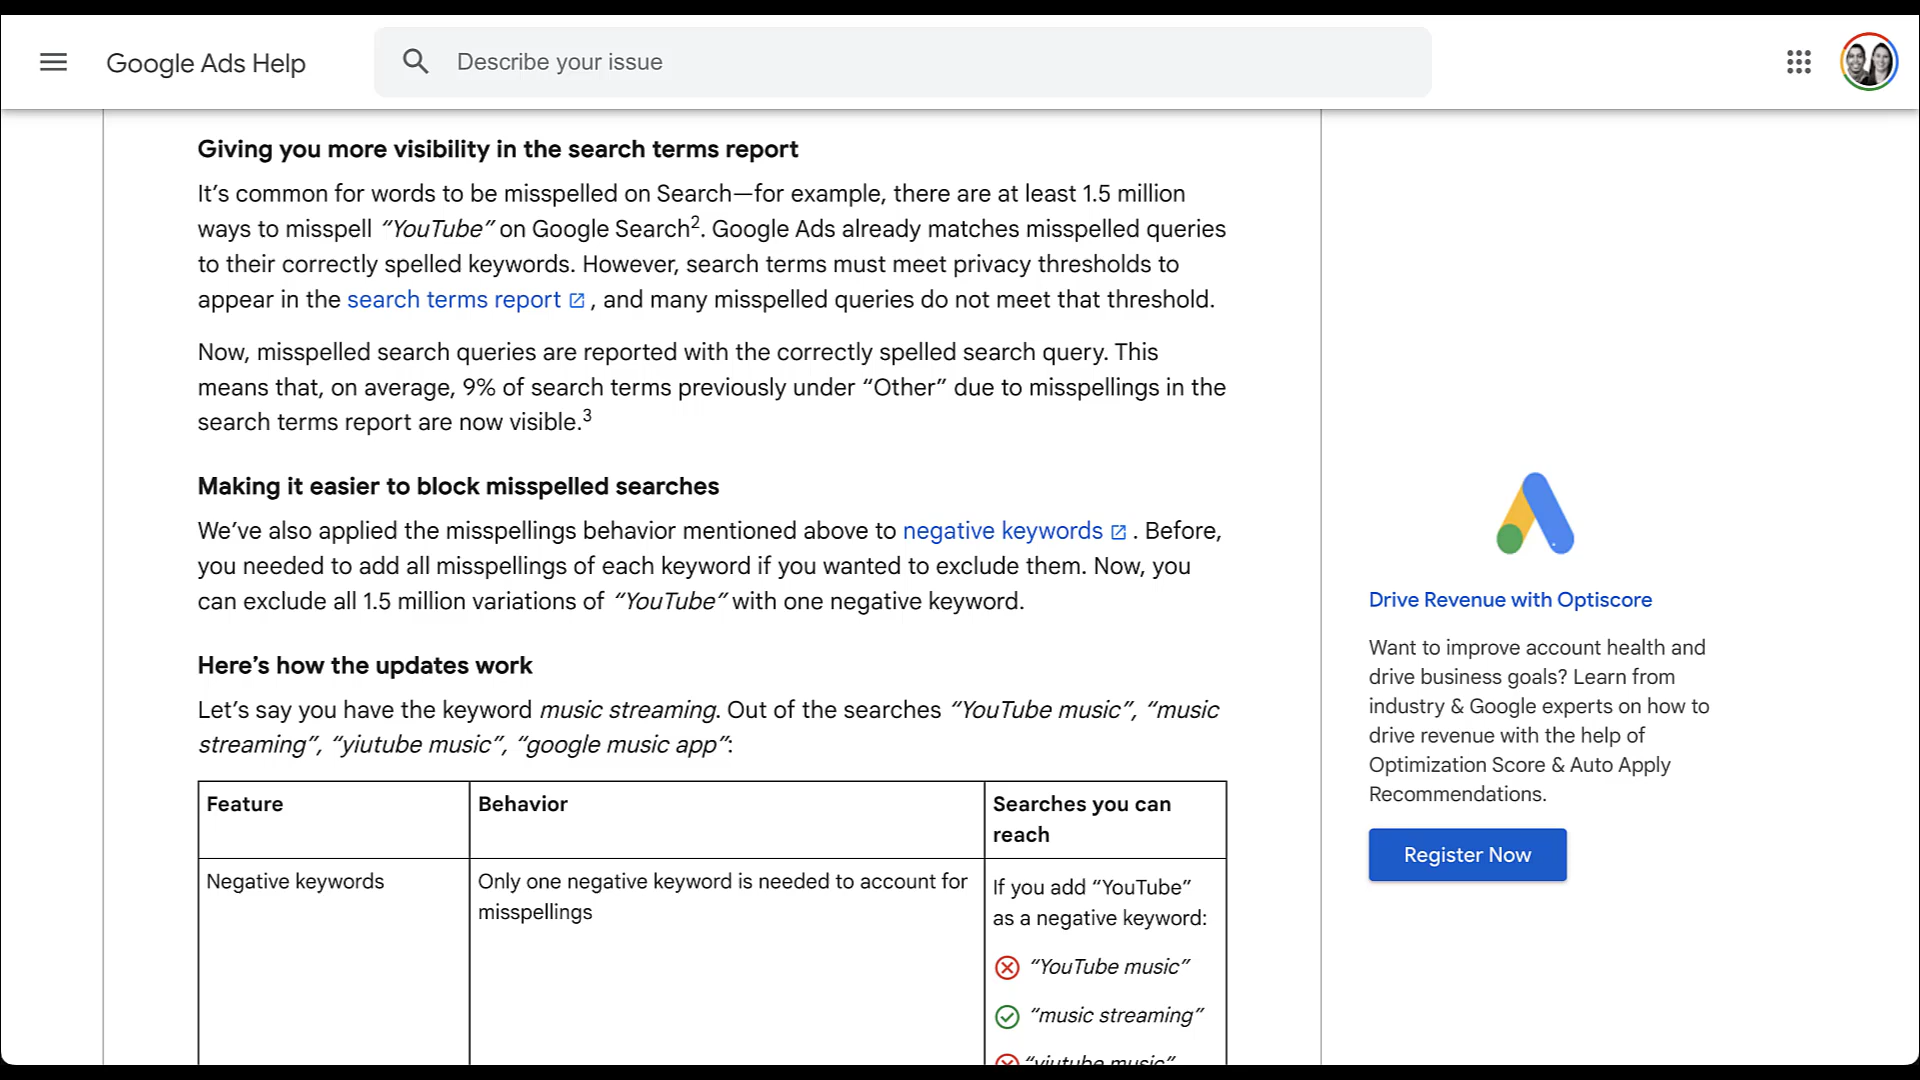 Google Ads Help
Describe your issue
Giving you more visibility in the search terms report
It's common for words to be misspelled on Search—for example, there are at least 1.5 million
ways to misspell “YouTube” on Google Search2. Google Ads already matches misspelled queries
to their correctly spelled keywords. However, search terms must meet privacy thresholds to
appear in the search terms report , and many misspelled queries do not meet that threshold.
Now, misspelled search queries are reported with the correctly spelled search query. This
means that, on average, 9% of search terms previously under “Other” due to misspellings in the
search terms report are now visible.3
Making it easier to block misspelled searches
We’ve also applied the misspellings behavior mentioned above to negative keywords . Before,
you needed to add all misspellings of each keyword if you wanted to exclude them. Now, you
can exclude all 1.5 million variations of “YouTube” with one negative keyword.
Here’s how the updates work
Let’s say you have the keyword music streaming. Out of the searches “YouTube music”, “music
streaming”, “yiutube music”, “google music app”:
Feature
Behavior
Searches you can
reach
Negative keywords
Only one negative keyword is needed to account for
misspellings
If you add “YouTube”
as a negative keyword:
“YouTube music”
“music streaming”
“yiutube music”
Drive Revenue with Optiscore
Want to improve account health and
drive business goals? Learn from
industry & Google experts on how to
drive revenue with the help of
Optimization Score & Auto Apply
Recommendations.
Register Now